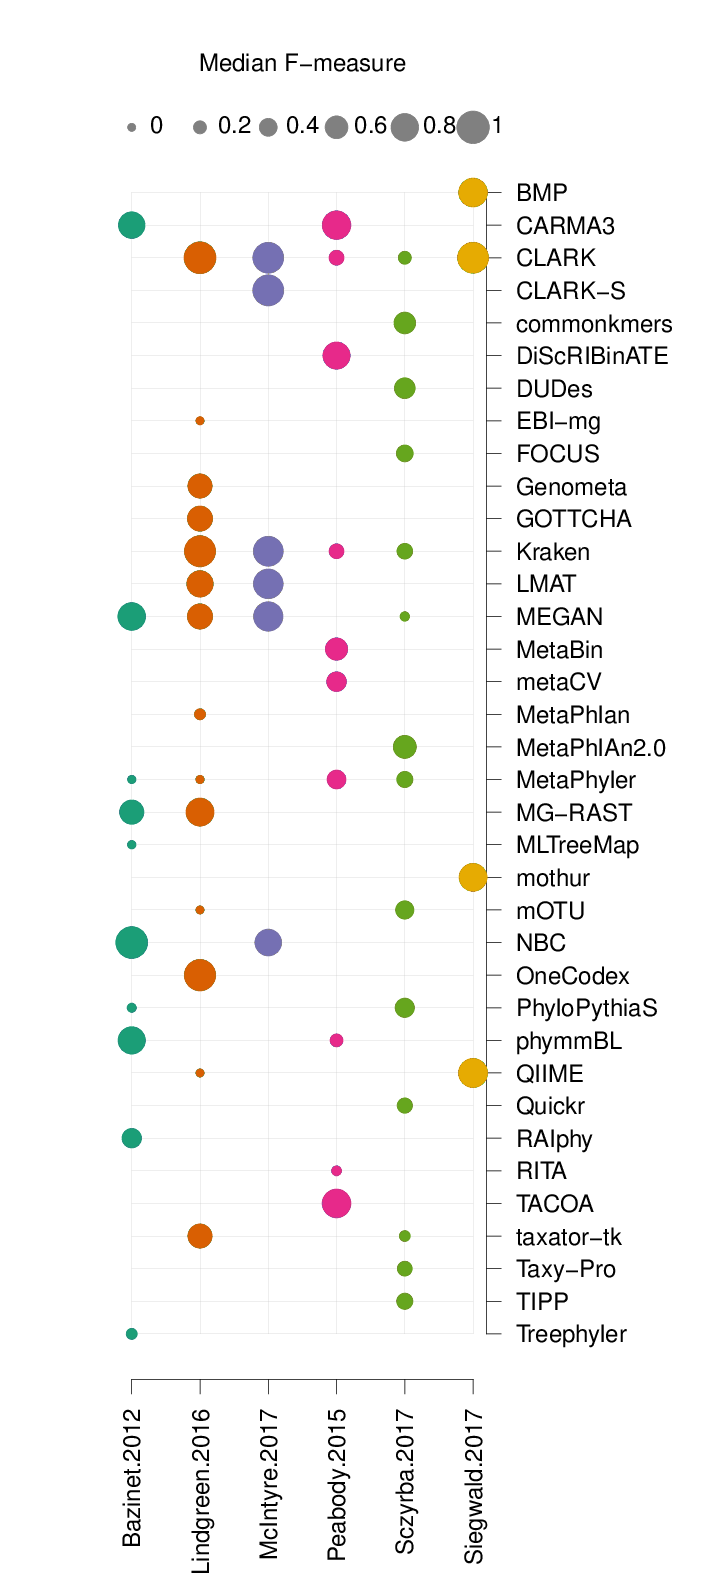 Median F−measure
0 0.2 0.4 0.6 0.8 1
BMP
CARMA3
CLARK
CLARK−S
commonkmers
DiScRIBinATE
DUDes
EBI−mg
FOCUS
Genometa
GOTTCHA
Kraken
LMAT
MEGAN
MetaBin
metaCV
MetaPhlan
MetaPhlAn2.0
MetaPhyler
MG−RAST
MLTreeMap
mothur
mOTU
NBC
OneCodex
PhyloPythiaS
phymmBL
QIIME
Quickr
RAIphy
RITA
TACOA
taxator−tk
Taxy−Pro
TIPP
Treephyler
Bazinet.2012
Lindgreen.2016
McIntyre.2017
Peabody.2015
Sczyrba.2017
Siegwald.2017